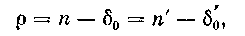 ρ = n − δ₀ = n′ − δ₀′,